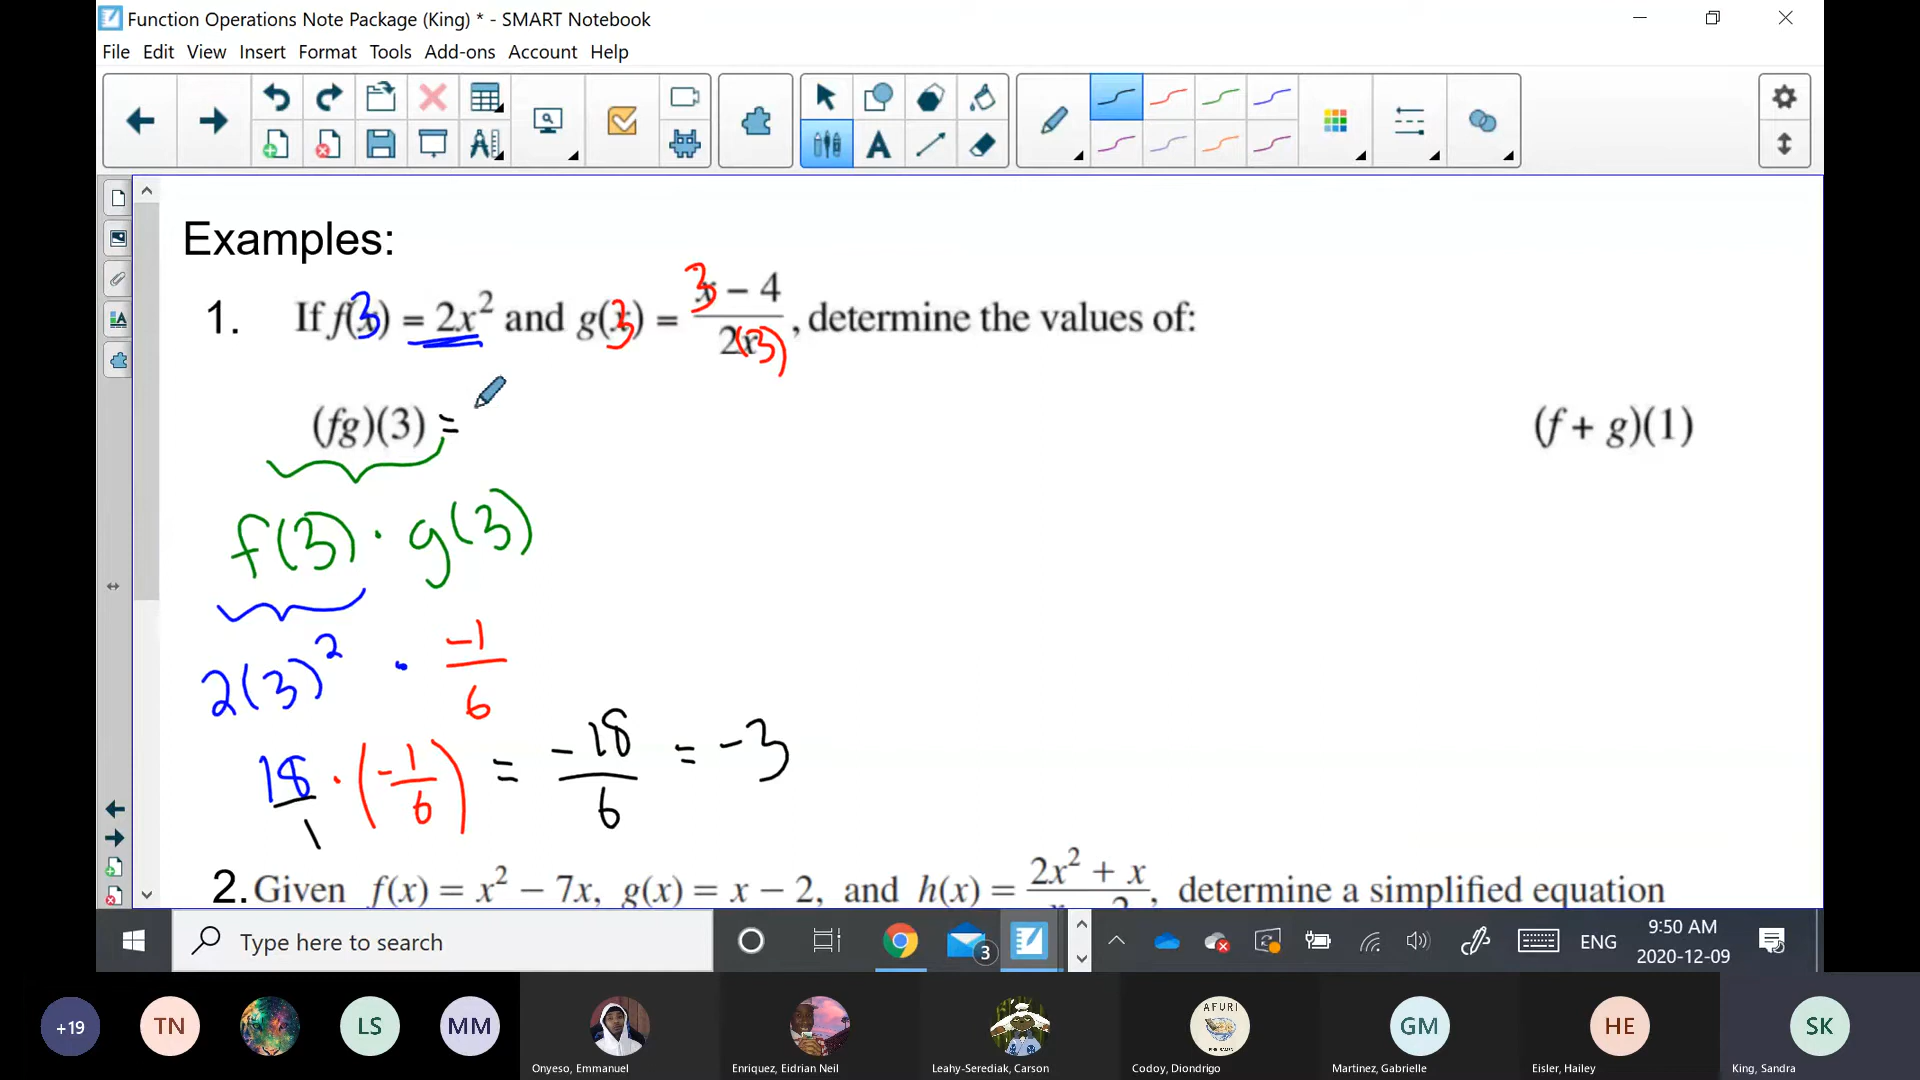 Function Operations Note Package (King) * - SMART Notebook
File Edit View Insert Format Tools Add-ons Account Help
A
Examples:
1. If f(3) = 2x² and g(3) = 3 - 4 / 2(3), determine the values of:
(fg)(3) = (f + g)(1)
f(3) · g(3)
2(3)² · -1/6
18/1 · (-1/6) = -18/6 = -3
2. Given f(x) = x² - 7x, g(x) = x - 2, and h(x) = 2x² + x, determine a simplified equation
Type here to search
3
ENG
9:50 AM
2020-12-09
+19 TN LS MM AFURI GM HE SK
Onyeso, Emmanuel Enriquez, Eidrian Neil Leahy-Serediak, Carson Codoy, Diondrigo Martinez, Gabrielle Eisler, Hailey King, Sandra